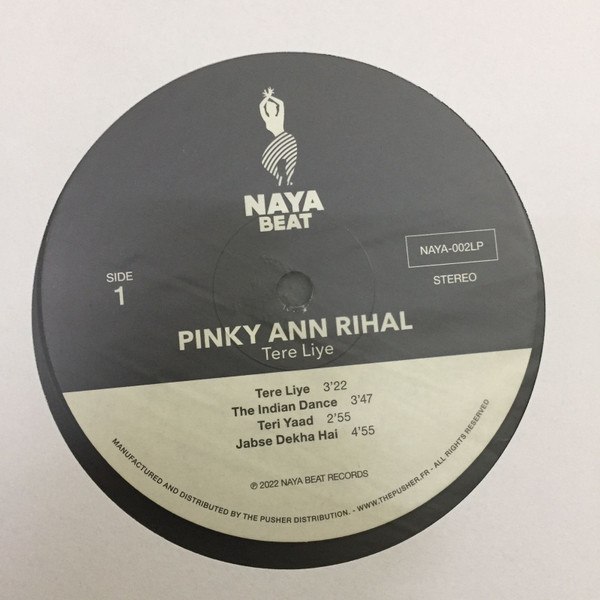 NAYA
BEAT
NAYA-002LP
STEREO
SIDE
1
PINKY ANN RIHAL
Tere Liye
Tere Liye 3'22
The Indian Dance 3'47
Teri Yaad 2'55
Jabse Dekha Hai 4'55
℗ 2022 NAYA BEAT RECORDS
MANUFACTURED AND DISTRIBUTED BY THE PUSHER DISTRIBUTION. - WWW.THEPUSHER.FR - ALL RIGHTS RESERVED